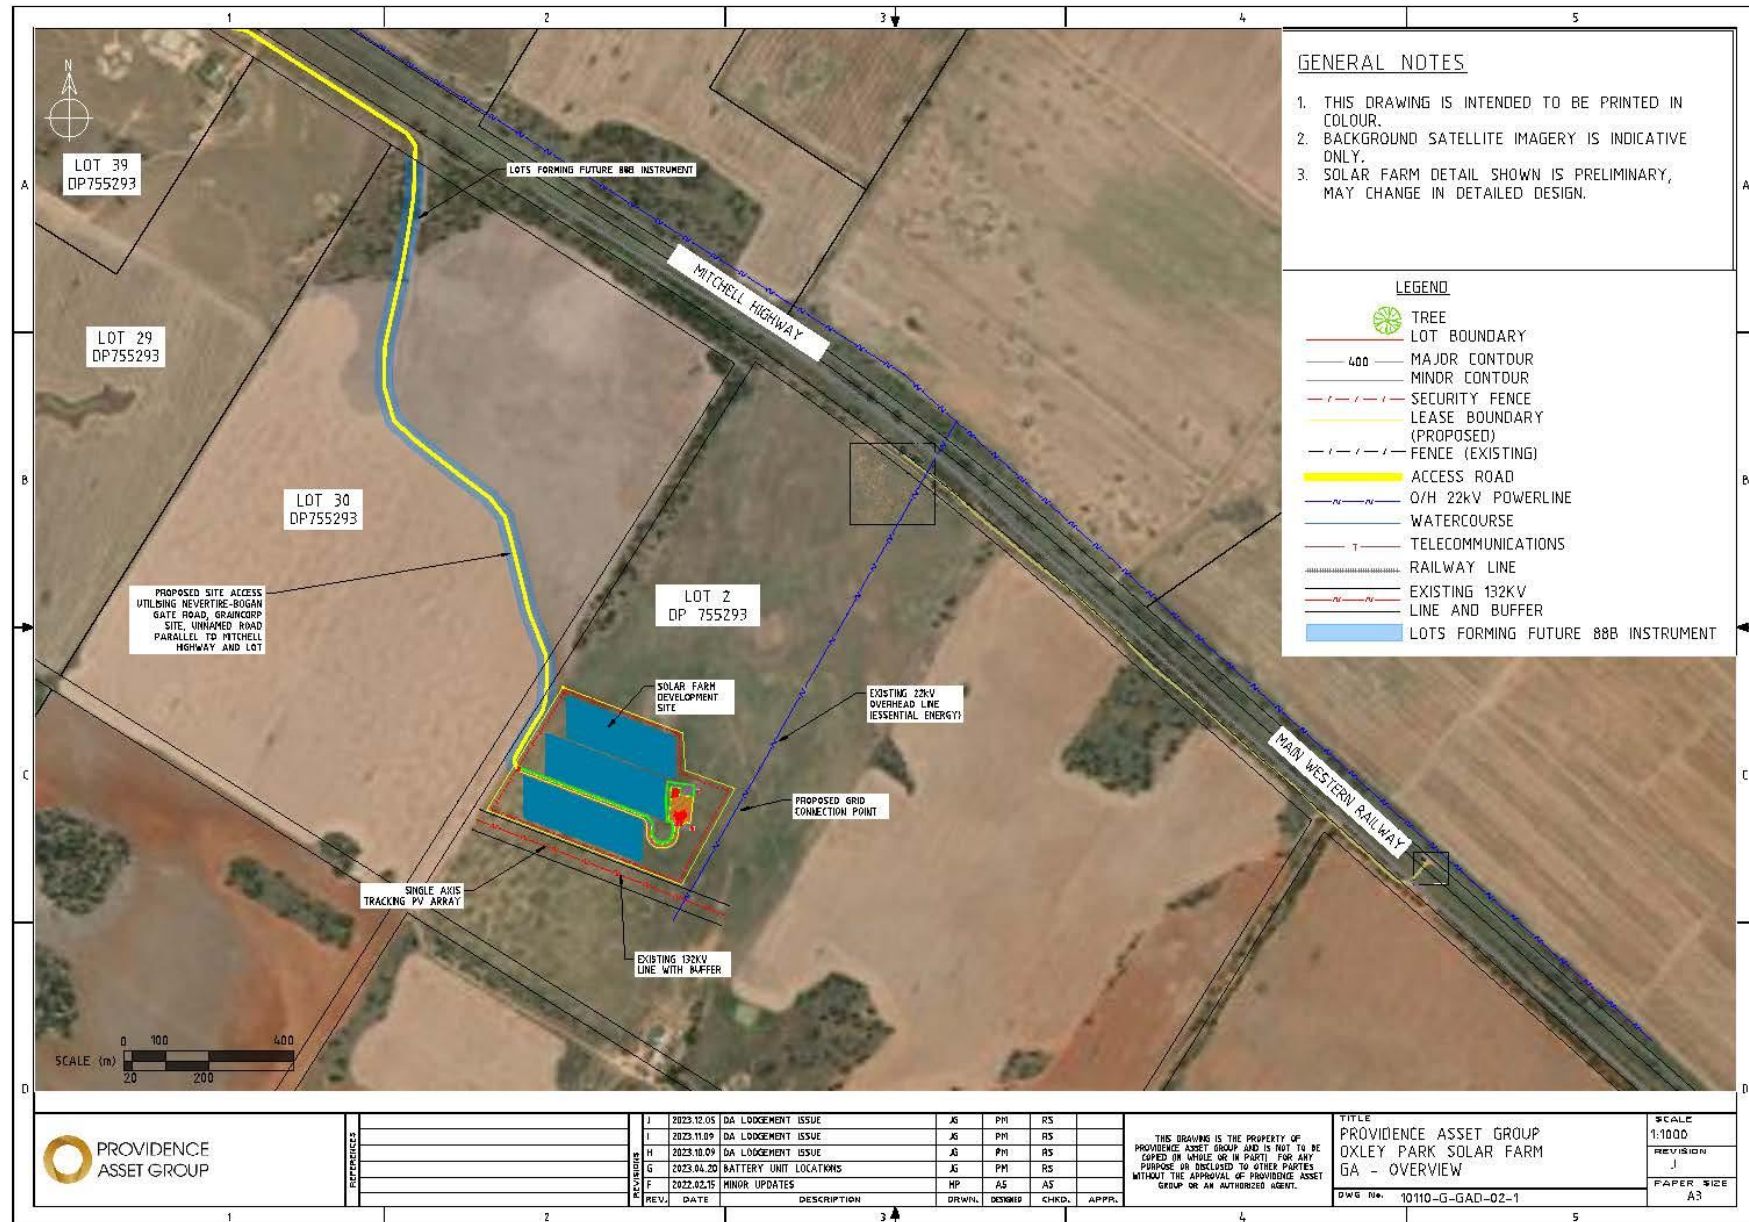 1 2 3 4 5
GENERAL NOTES
1. THIS DRAWING IS INTENDED TO BE PRINTED IN
COLOUR.
2. BACKGROUND SATELLITE IMAGERY IS INDICATIVE
ONLY.
3. SOLAR FARM DETAIL SHOWN IS PRELIMINARY,
MAY CHANGE IN DETAILED DESIGN.
LEGEND
TREE
LOT BOUNDARY
400 MAJOR CONTOUR
MINOR CONTOUR
SECURITY FENCE
LEASE BOUNDARY
(PROPOSED)
FENCE (EXISTING)
ACCESS ROAD
O/H 22kV POWERLINE
WATERCOURSE
T TELECOMMUNICATIONS
RAILWAY LINE
EXISTING 132KV
LINE AND BUFFER
LOTS FORMING FUTURE 88B INSTRUMENT
N
A A
LOT 39
DP755293
LOTS FORMING FUTURE 88B INSTRUMENT
MITCHELL HIGHWAY
LOT 29
DP755293
B B
LOT 30
DP755293
PROPOSED SITE ACCESS
UTILISING NEVERTIRE-BOGAN
GATE ROAD, GRAINCORP
SITE, UNNAMED ROAD
PARALLEL TO MITCHELL
HIGHWAY AND LOT
LOT 2
DP 755293
SOLAR FARM
DEVELOPMENT
SITE
EXISTING 22kV
OVERHEAD LINE
(ESSENTIAL ENERGY)
MAIN WESTERN RAILWAY
C C
PROPOSED GRID
CONNECTION POINT
SINGLE AXIS
TRACKING PV ARRAY
EXISTING 132KV
LINE WITH BUFFER
0 100 400
SCALE (m)
20 200
D D
PROVIDENCE
ASSET GROUP
REFERENCES
REVISIONS
J 2023.12.05 DA LODGEMENT ISSUE JG PM RS
I 2023.11.09 DA LODGEMENT ISSUE JG PM RS
H 2023.10.09 DA LODGEMENT ISSUE JG PM RS
G 2023.04.20 BATTERY UNIT LOCATIONS JG PM RS
F 2022.02.15 MINOR UPDATES MP AS AS
REV. DATE DESCRIPTION DRWN. DESIGNED CHKD. APPR.
THIS DRAWING IS THE PROPERTY OF
PROVIDENCE ASSET GROUP AND IS NOT TO BE
COPIED (IN WHOLE OR IN PART) FOR ANY
PURPOSE OR DISCLOSED TO OTHER PARTIES
WITHOUT THE APPROVAL OF PROVIDENCE ASSET
GROUP OR AN AUTHORIZED AGENT.
TITLE
PROVIDENCE ASSET GROUP
OXLEY PARK SOLAR FARM
GA - OVERVIEW
DWG No. 10110-G-GAD-02-1
SCALE
1:1000
REVISION
J
PAPER SIZE
A3
1 2 3 4 5